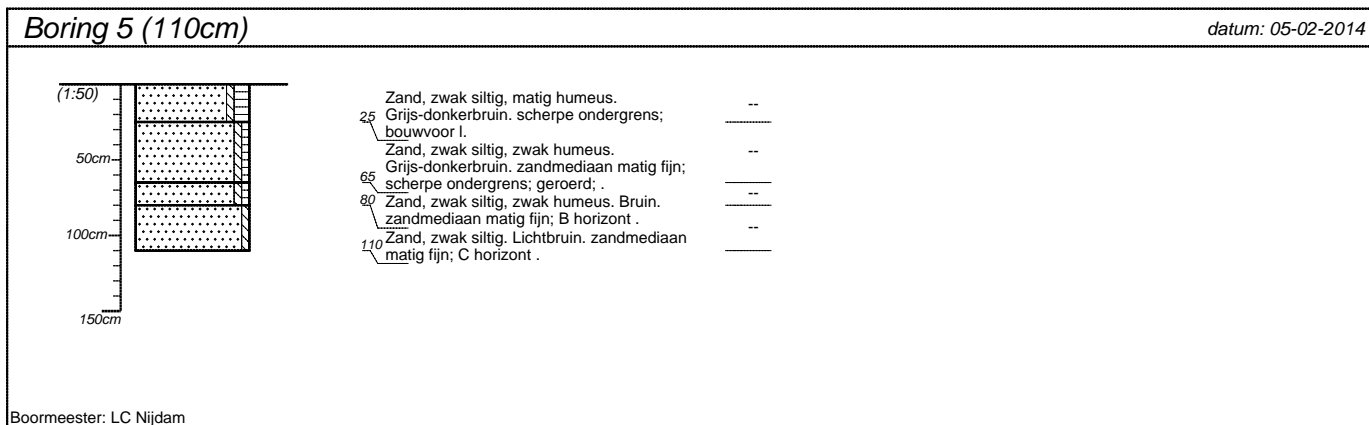 Boring 5 (110cm)
datum: 05-02-2014
(1:50)
50cm
100cm
150cm
Zand, zwak siltig, matig humeus.
25 Grijs-donkerbruin. scherpe ondergrens;
bouwvoor I.
--
Zand, zwak siltig, zwak humeus.
Grijs-donkerbruin. zandmediaan matig fijn;
65 scherpe ondergrens; geroerd; .
--
80 Zand, zwak siltig, zwak humeus. Bruin.
zandmediaan matig fijn; B horizont .
--
110 Zand, zwak siltig. Lichtbruin. zandmediaan
matig fijn; C horizont .
--
Boormeester: LC Nijdam